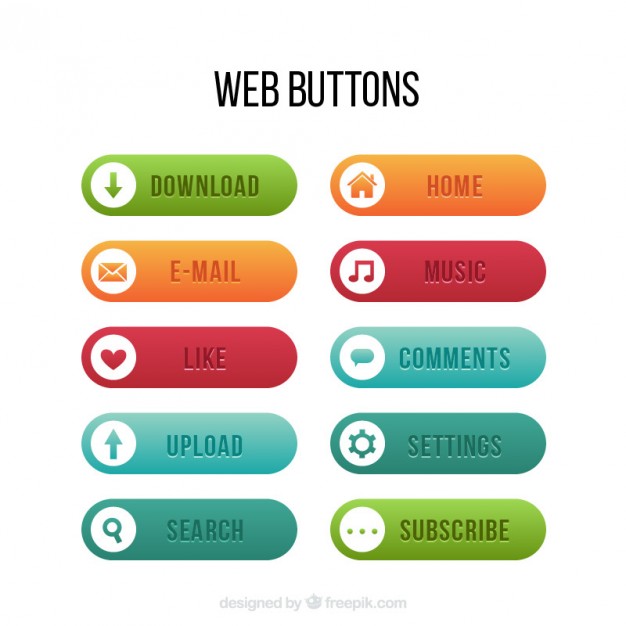 WEB BUTTONS
DOWNLOAD
HOME
E-MAIL
MUSIC
LIKE
COMMENTS
UPLOAD
SETTINGS
SEARCH
SUBSCRIBE
designed by freepik.com